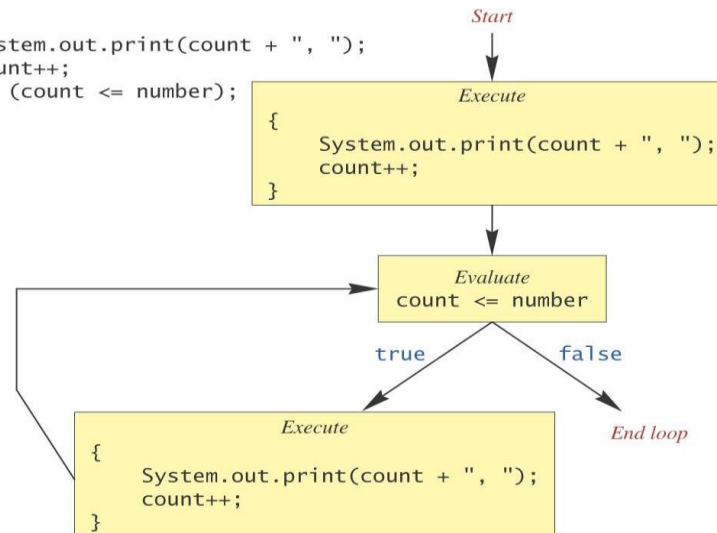 stem.out.print(count + ", ");
unt++;
(count <= number);
Start
Execute
{
System.out.print(count + ", ");
count++;
}
Evaluate
count <= number
true
false
End loop
Execute
{
System.out.print(count + ", ");
count++;
}